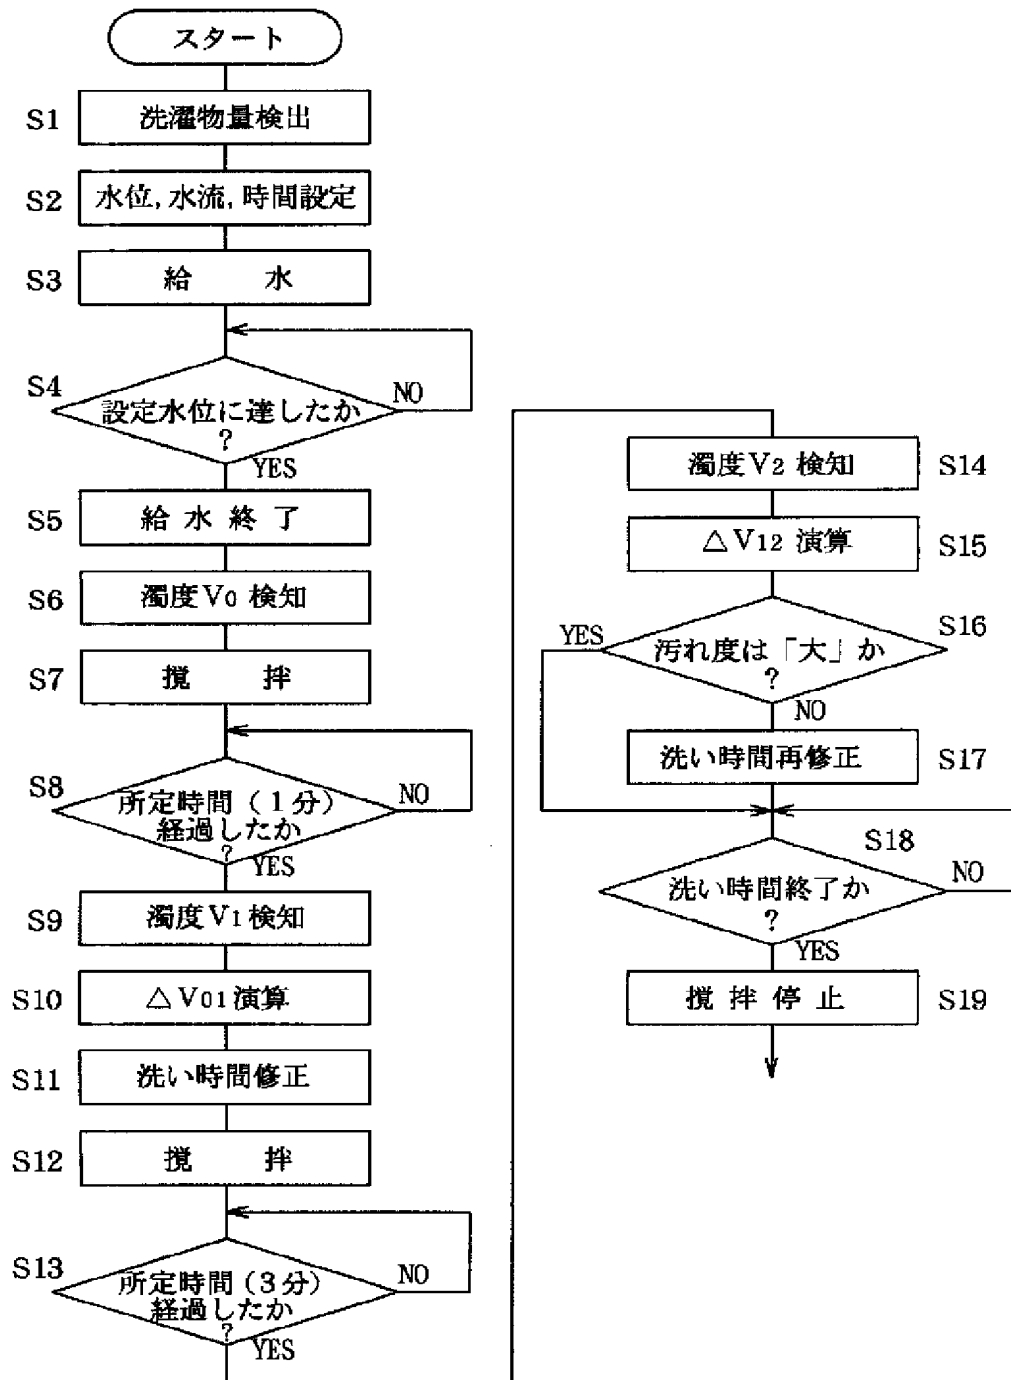 スタート
S1 洗濯物量検出
S2 水位,水流,時間設定
S3 給 水
S4 設定水位に達したか
?
NO
YES
S5 給水終了
S6 濁度V0検知
S7 撹 拌
S8 所定時間(1分)
経過したか
?
NO
YES
S9 濁度V1検知
S10 △V01演算
S11 洗い時間修正
S12 撹 拌
S13 所定時間(3分)
経過したか
?
NO
YES
濁度V2検知 S14
△V12演算 S15
汚れ度は「大」か S16
?
YES
NO
洗い時間再修正 S17
S18
洗い時間終了か
?
NO
YES
撹拌停止 S19